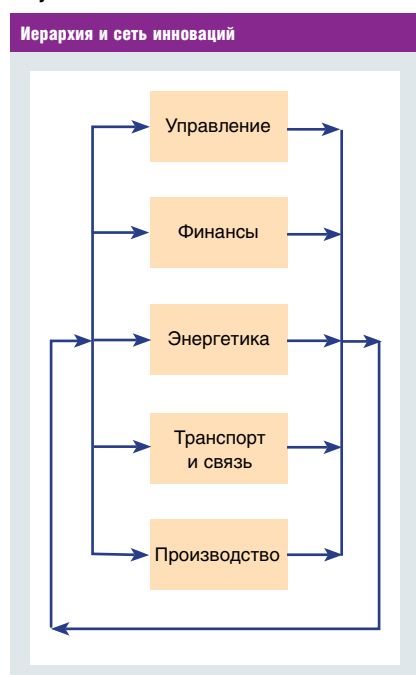 Иерархия и сеть инноваций
Управление
Финансы
Энергетика
Транспорт
и связь
Производство